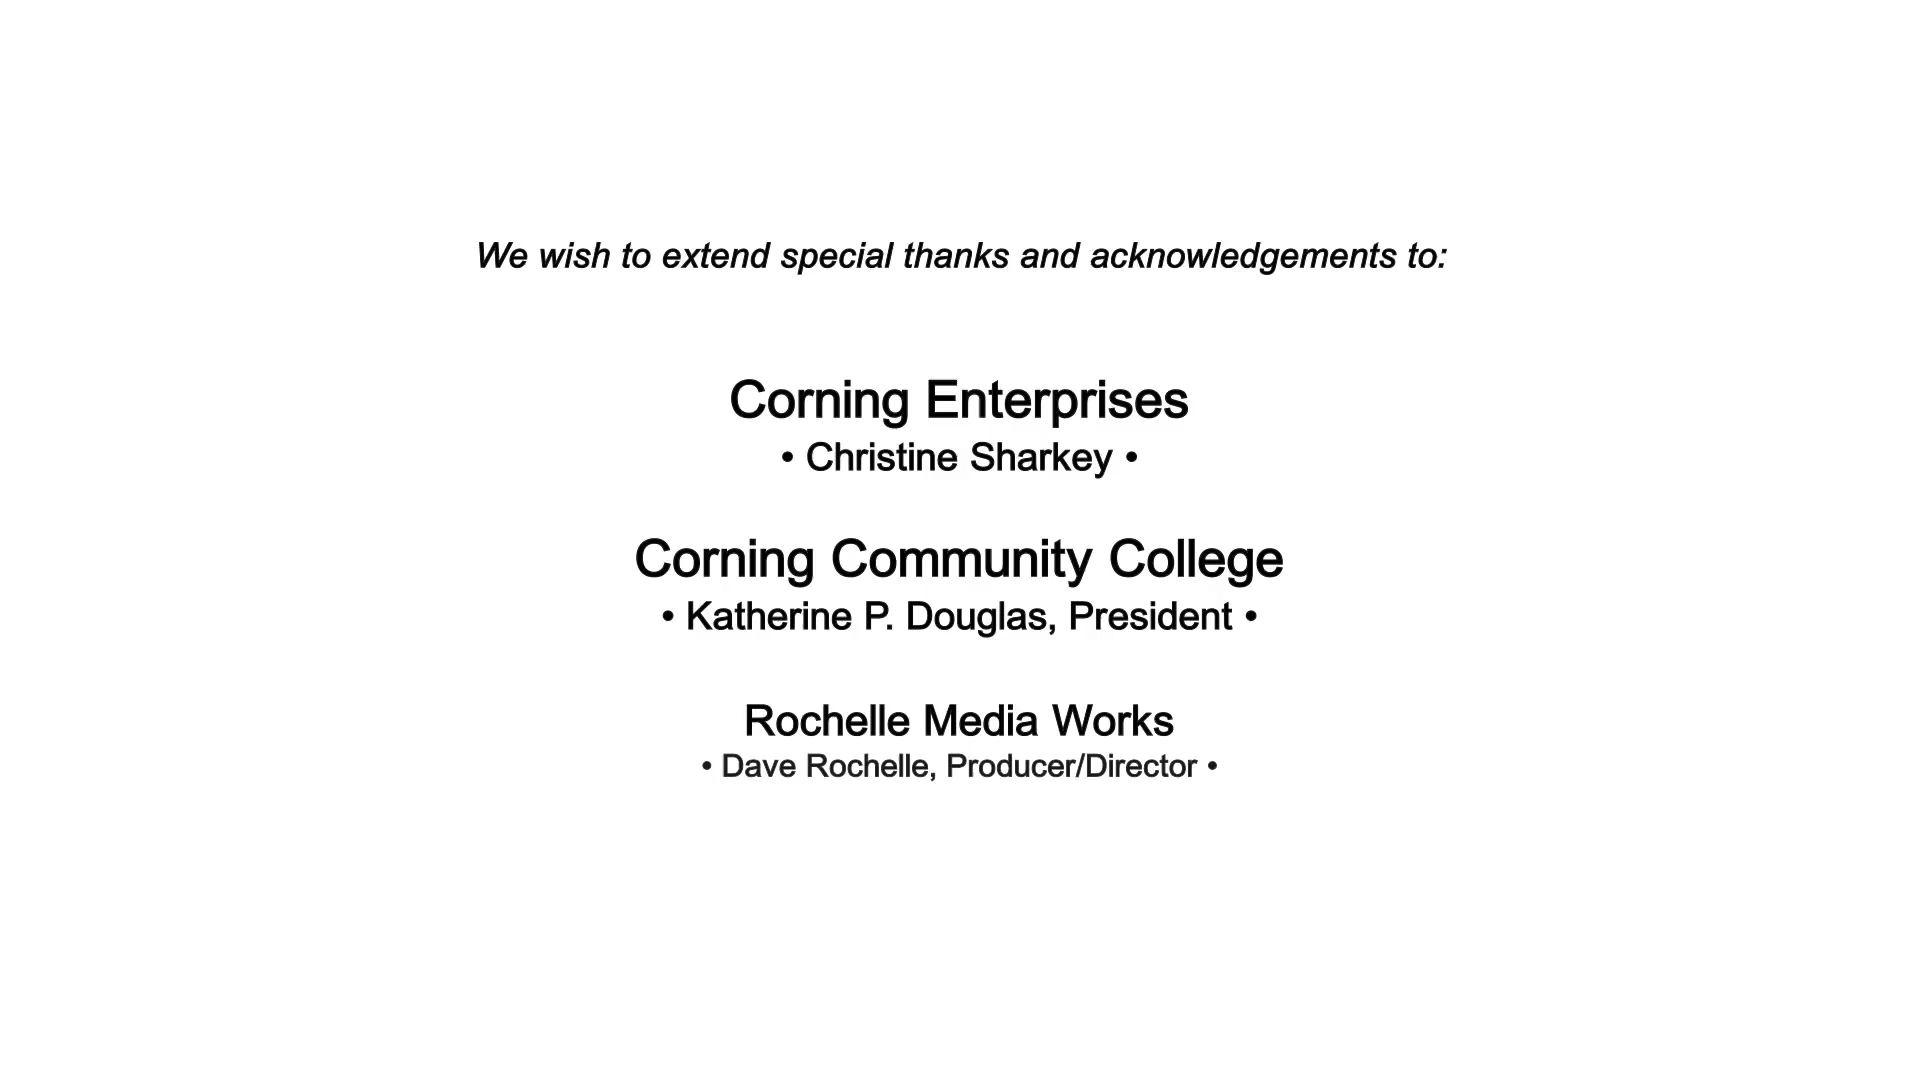 We wish to extend special thanks and acknowledgements to:
Corning Enterprises
• Christine Sharkey •
Corning Community College
• Katherine P. Douglas, President •
Rochelle Media Works
• Dave Rochelle, Producer/Director •